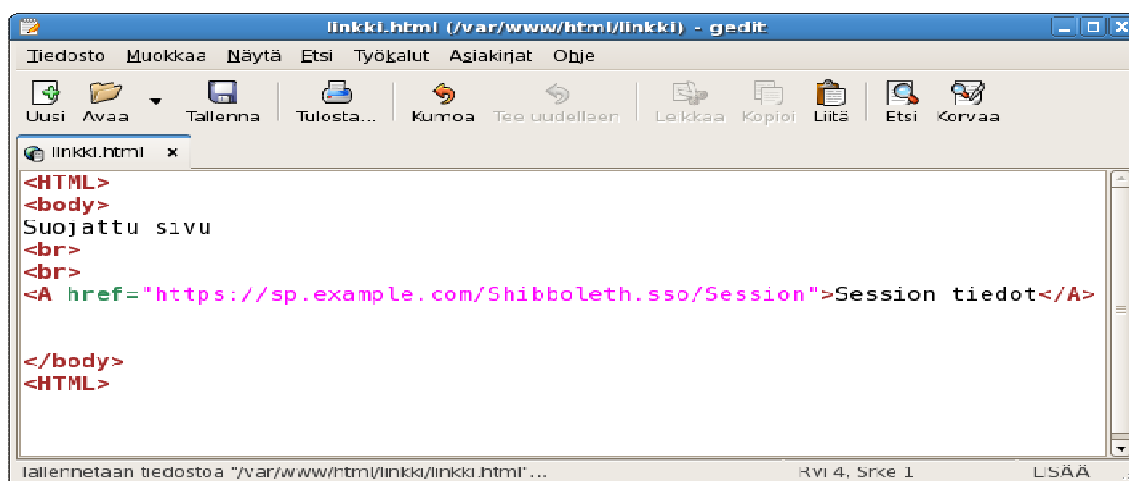 linkki.html (/var/www/html/linkki) - gedit
Tiedosto Muokkaa Näytä Etsi Työkalut Asiakirjat Ohje
Uusi Avaa Tallenna Tulosta... Kumoa Tee uudelleen Leikkaa Kopioi Liitä Etsi Korvaa
linkki.html x
<HTML>
<body>
Suojattu sivu
<br>
<br>
<A href="https://sp.example.com/Shibboleth.sso/Session">Session tiedot</A>
</body>
<HTML>
Tallennetaan tiedostoa "/var/www/html/linkki/linkki.html"... Rvi 4, Srke 1 LISÄÄ